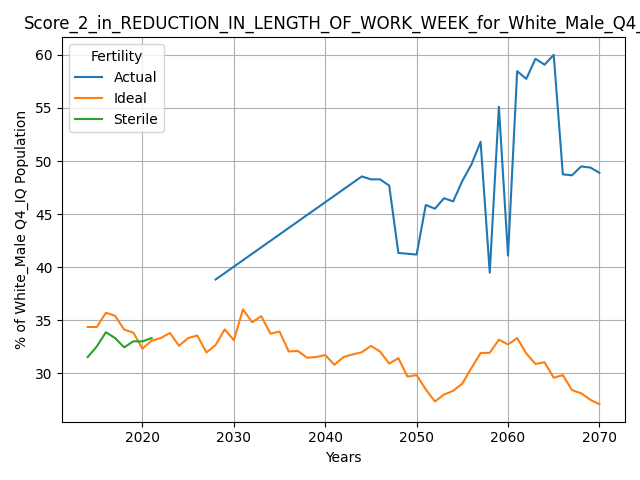 Score_2_in_REDUCTION_IN_LENGTH_OF_WORK_WEEK_for_White_Male_Q4_
Fertility
Actual
Ideal
Sterile
% of White_Male Q4_IQ Population
60
55
50
45
40
35
30
2020 2030 2040 2050 2060 2070
Years